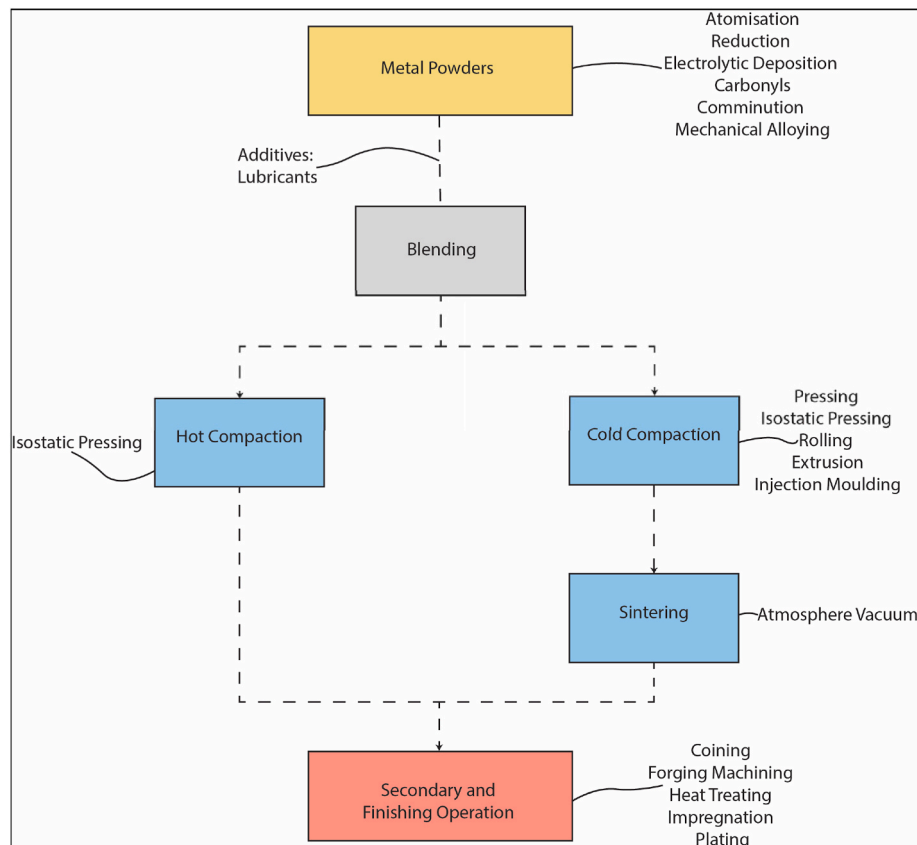 Atomisation
Reduction
Electrolytic Deposition
Carbonyls
Comminution
Mechanical Alloying
Metal Powders
Additives:
Lubricants
Blending
Isostatic Pressing
Hot Compaction
Cold Compaction
Pressing
Isostatic Pressing
Rolling
Extrusion
Injection Moulding
Sintering
Atmosphere Vacuum
Secondary and
Finishing Operation
Coining
Forging Machining
Heat Treating
Impregnation
Plating